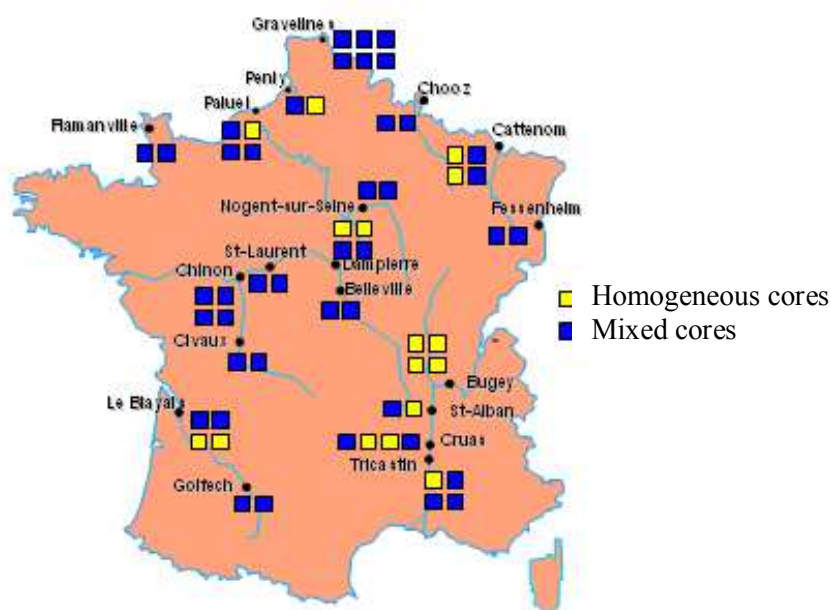 Gravelines
Penly
Chooz
Paluel
Flamanville
Cattenom
Nogent-sur-Seine
Fessenheim
St-Laurent
Dampierre
Chinon
Belleville
Homogeneous cores
Mixed cores
Civaux
Bugey
Le Blayais
St-Alban
Cruas
Tricastin
Golfech